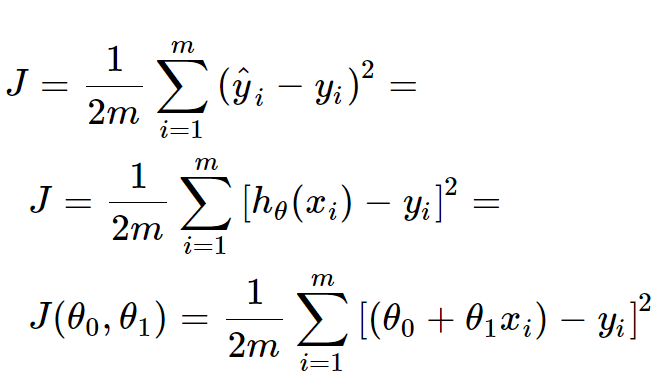 J = \frac{1}{2m} \sum_{i=1}^{m} (\hat{y}_i - y_i)^2 =
J = \frac{1}{2m} \sum_{i=1}^{m} [h_\theta(x_i) - y_i]^2 =
J(\theta_0, \theta_1) = \frac{1}{2m} \sum_{i=1}^{m} [(\theta_0 + \theta_1 x_i) - y_i]^2